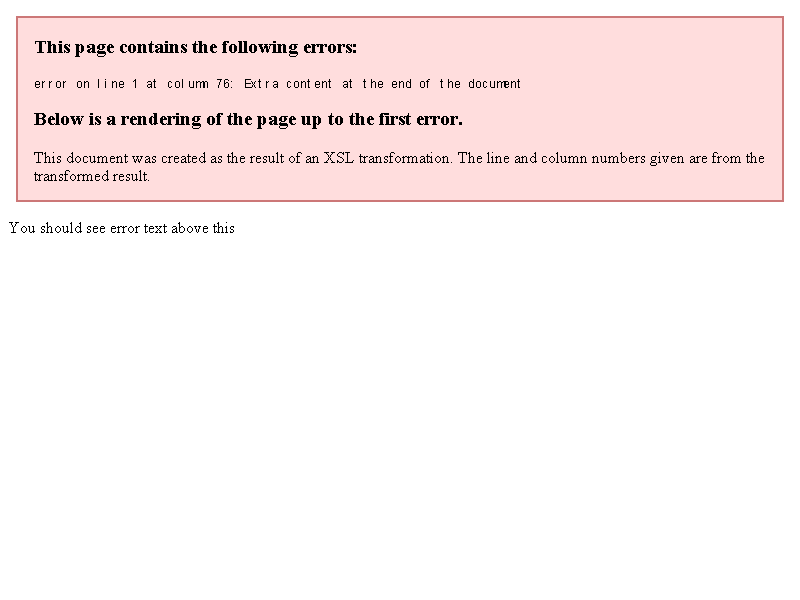 This page contains the following errors:
error on line 1 at column 76: Extra content at the end of the document
Below is a rendering of the page up to the first error.
This document was created as the result of an XSL transformation. The line and column numbers given are from the
transformed result.
You should see error text above this